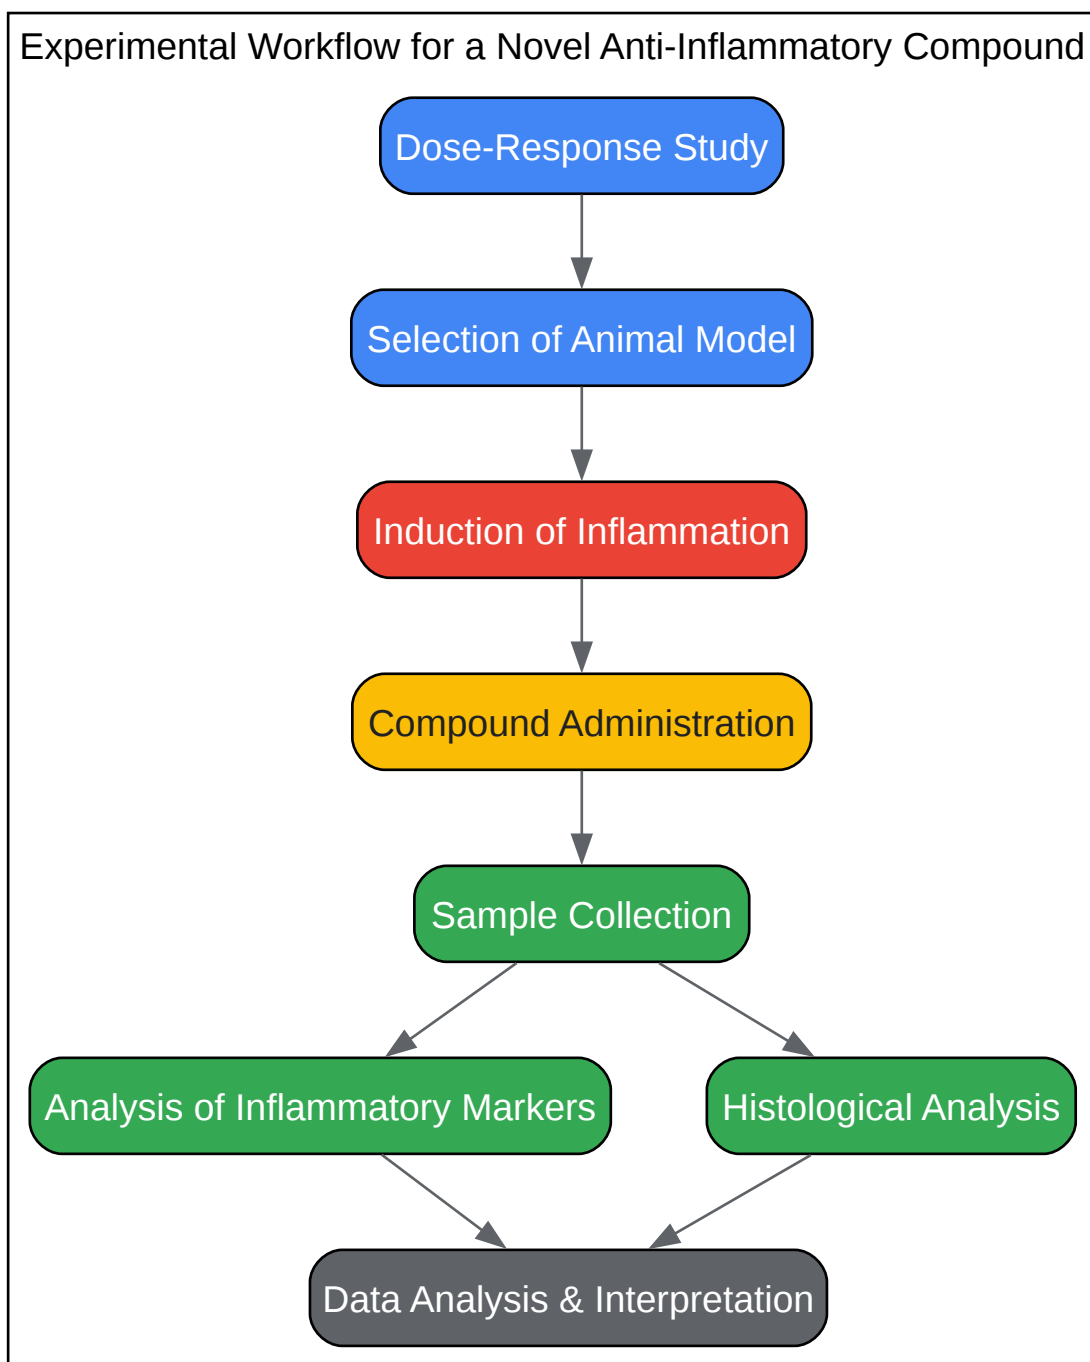 Experimental Workflow for a Novel Anti-Inflammatory Compound
Dose-Response Study
Selection of Animal Model
Induction of Inflammation
Compound Administration
Sample Collection
Analysis of Inflammatory Markers
Histological Analysis
Data Analysis & Interpretation